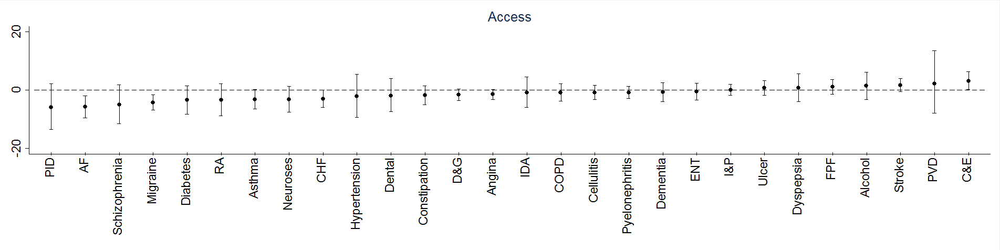 Access
20
0
-20
PID
AF
Schizophrenia
Migraine
Diabetes
RA
Asthma
Neuroses
CHF
Hypertension
Dental
Constipation
D&G
Angina
IDA
COPD
Cellulitis
Pyelonephritis
Dementia
ENT
I&P
Ulcer
Dyspepsia
FPF
Alcohol
Stroke
PVD
C&E